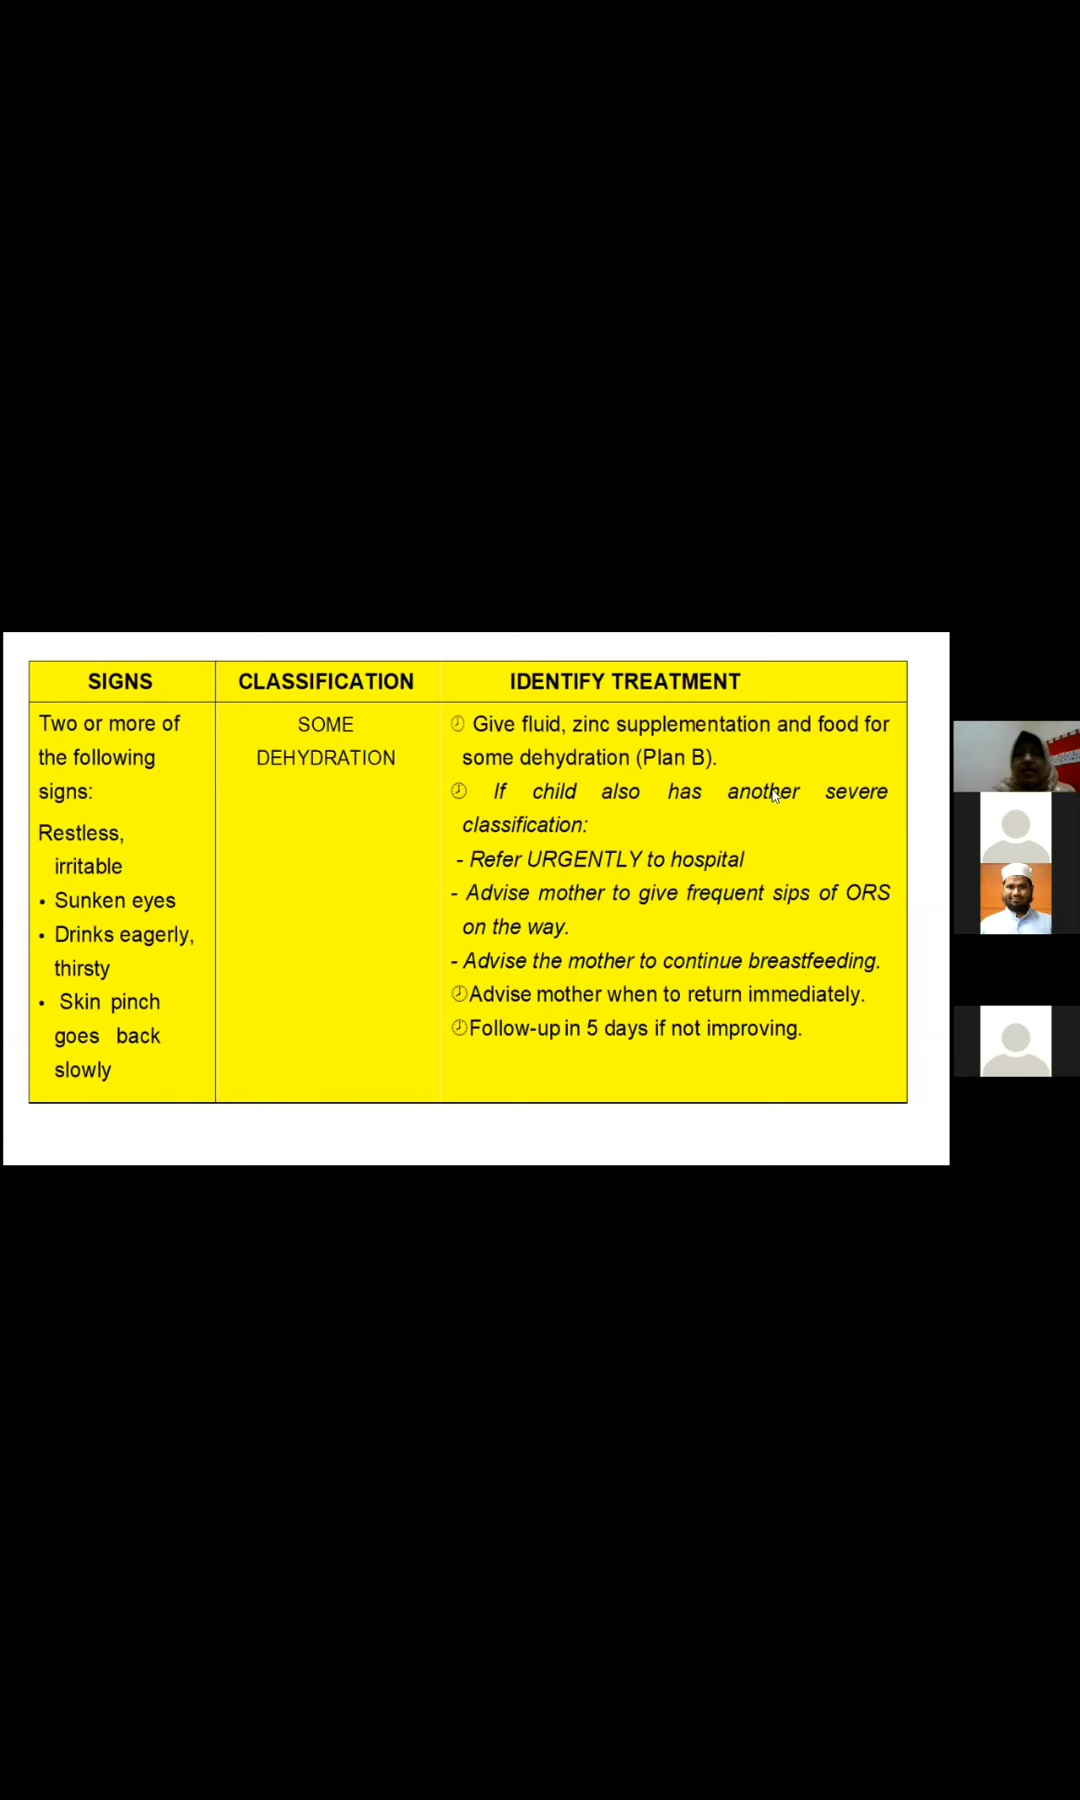 SIGNS
CLASSIFICATION
IDENTIFY TREATMENT
Two or more of
the following
signs:
Restless,
irritable
• Sunken eyes
• Drinks eagerly,
thirsty
• Skin pinch
goes back
slowly
SOME
DEHYDRATION
🕗 Give fluid, zinc supplementation and food for
some dehydration (Plan B).
🕗 If child also has another severe
classification:
- Refer URGENTLY to hospital
- Advise mother to give frequent sips of ORS
on the way.
- Advise the mother to continue breastfeeding.
🕗Advise mother when to return immediately.
🕗Follow-up in 5 days if not improving.